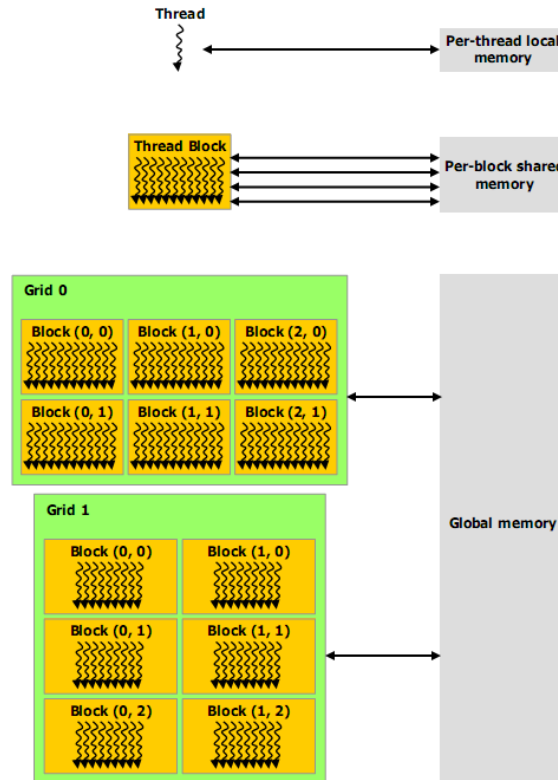 Thread
Per-thread local
memory
Thread Block
Per-block shared
memory
Grid 0
Block (0, 0) Block (1, 0) Block (2, 0)
Block (0, 1) Block (1, 1) Block (2, 1)
Grid 1
Global memory
Block (0, 0) Block (1, 0)
Block (0, 1) Block (1, 1)
Block (0, 2) Block (1, 2)